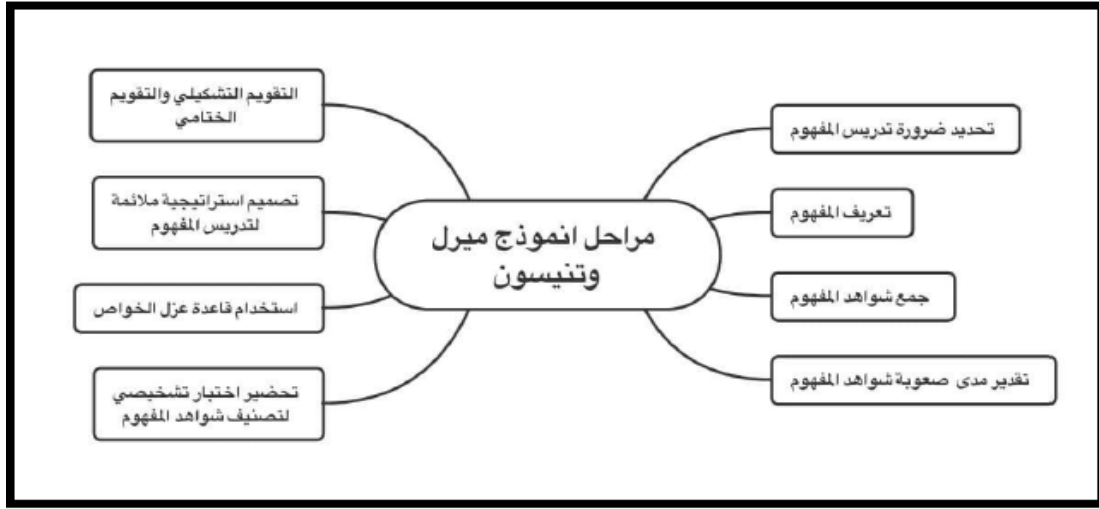 مراحل انموذج ميرل
وتنيسون
تحديد ضرورة تدريس المفهوم
تعريف المفهوم
جمع شواهد المفهوم
تقدير مدى صعوبة شواهد المفهوم
تحضير اختبار تشخيصي
لتصنيف شواهد المفهوم
استخدام قاعدة عزل الخواص
تصميم استراتيجية ملائمة
لتدريس المفهوم
التقويم التشكيلي والتقويم
الختامي